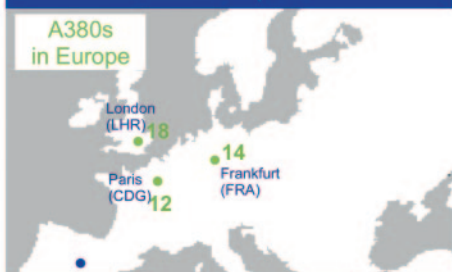 A380s
in Europe
London
(LHR)
18
14
Frankfurt
(FRA)
Paris
(CDG)
12